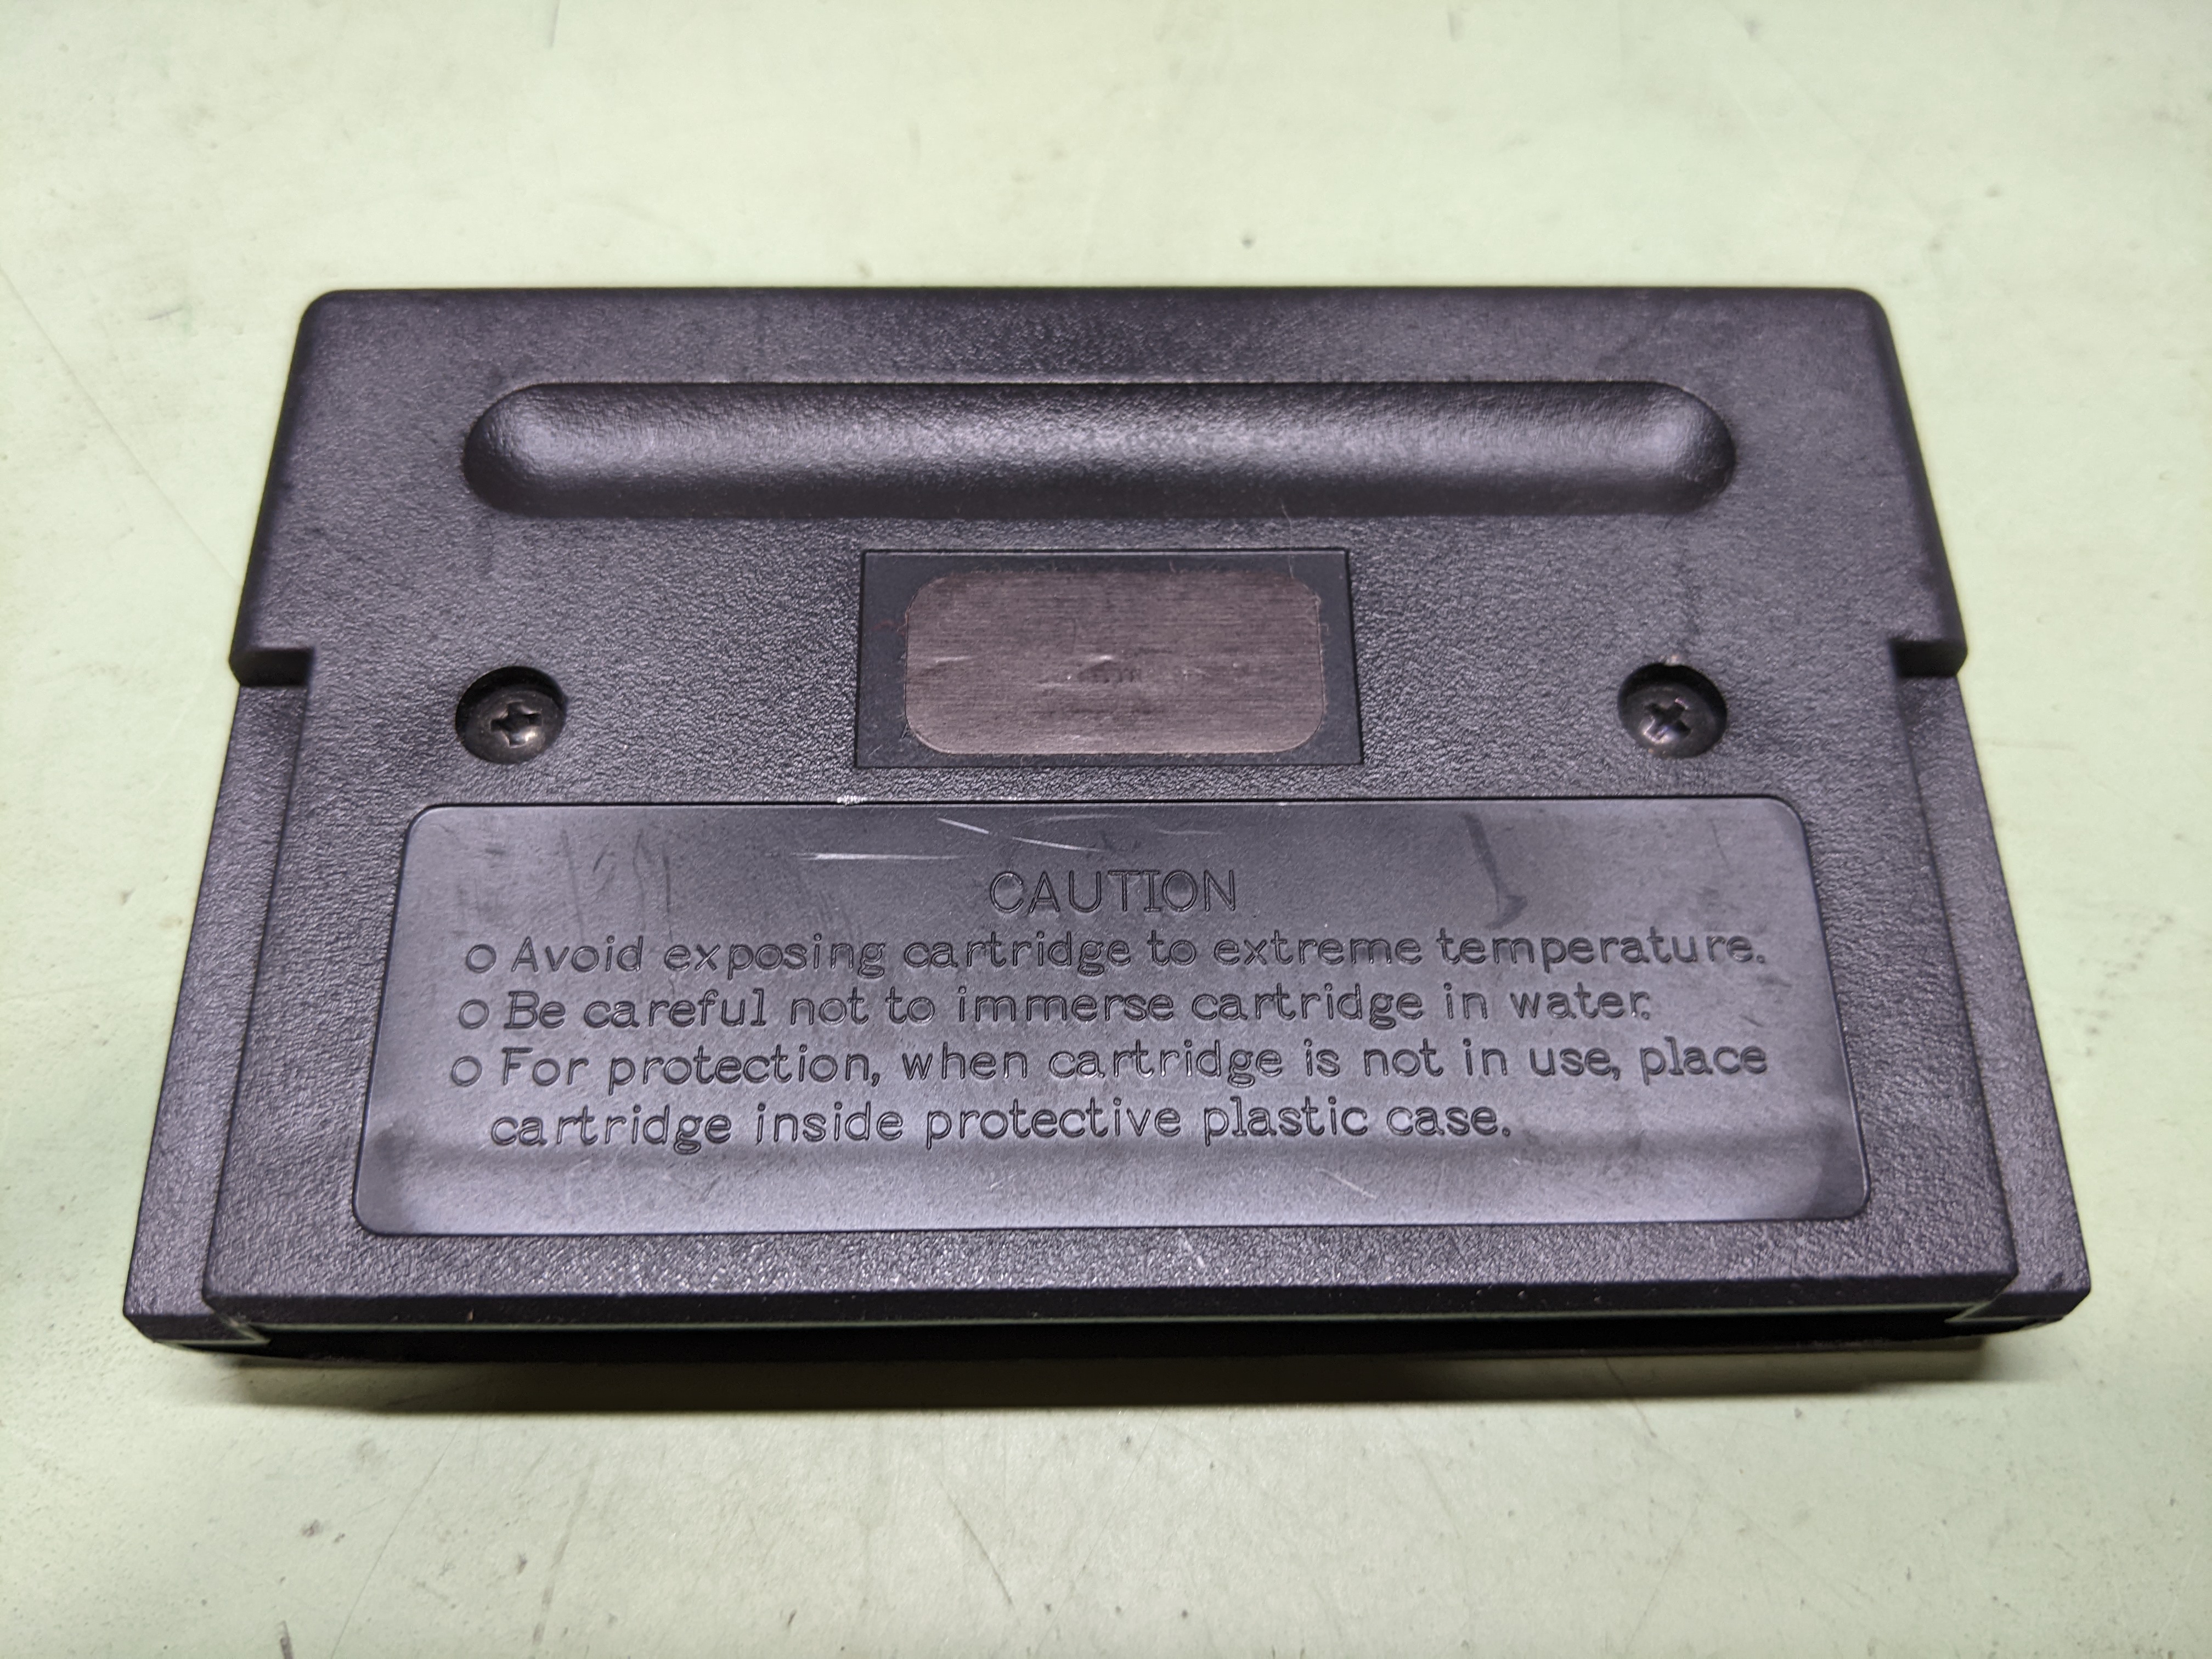 CAUTION
o Avoid exposing cartridge to extreme temperature.
o Be careful not to immerse cartridge in water.
o For protection, when cartridge is not in use, place
cartridge inside protective plastic case.